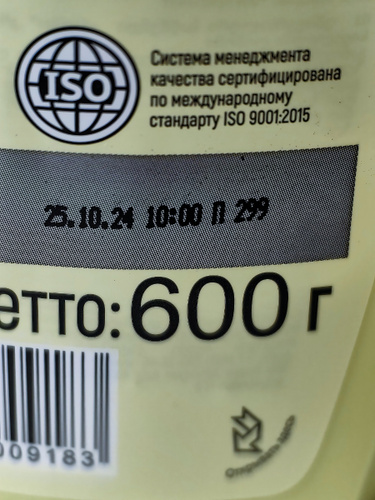 ISO
Система менеджмента
качества сертифицирована
по международному
стандарту ISO 9001:2015
25.10.24 10:00 П 299
етто: 600 г
009183